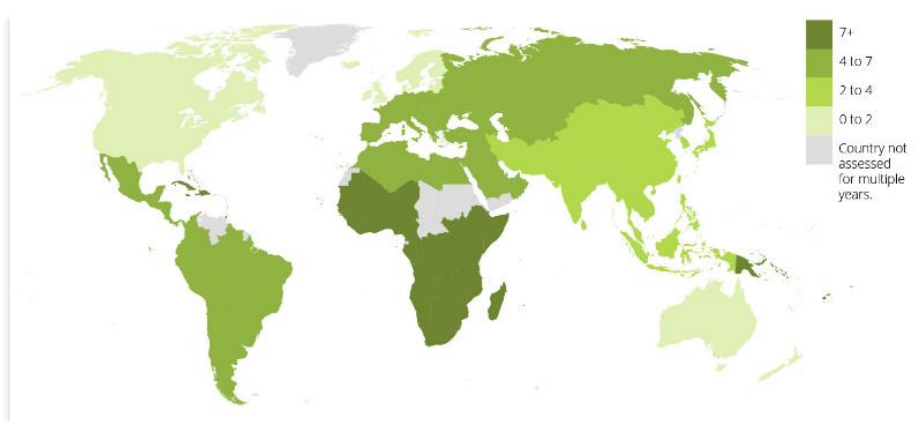 7+
4 to 7
2 to 4
0 to 2
Country not
assessed
for multiple
years.